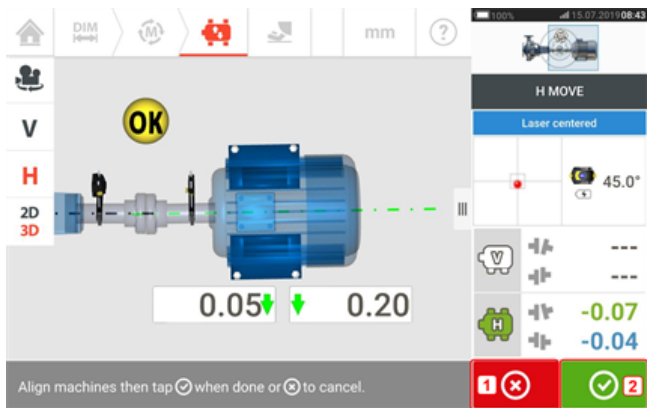 DIM
M
mm
?
100%
15.07.2019 08:43
H MOVE
Laser centered
V
OK
H
2D
3D
45.0°
V
---
---
0.05
0.20
H
-0.07
-0.04
Align machines then tap when done or to cancel.
1
2